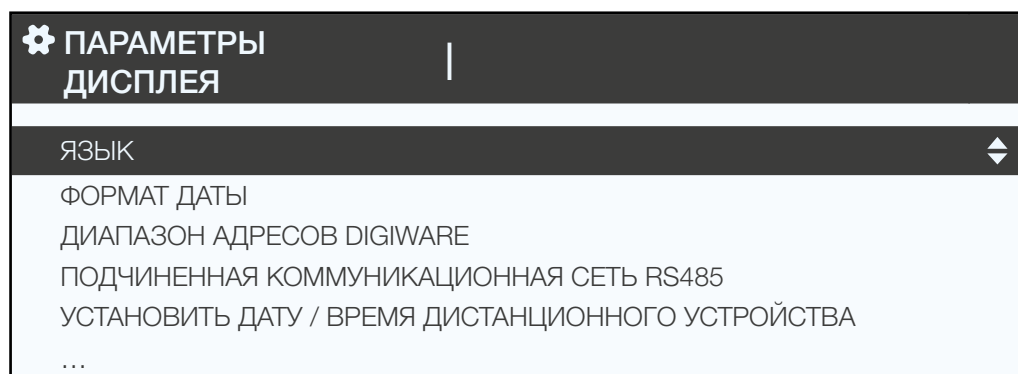 ПАРАМЕТРЫ
ДИСПЛЕЯ
ЯЗЫК
ФОРМАТ ДАТЫ
ДИАПАЗОН АДРЕСОВ DIGIWARE
ПОДЧИНЕННАЯ КОММУНИКАЦИОННАЯ СЕТЬ RS485
УСТАНОВИТЬ ДАТУ / ВРЕМЯ ДИСТАНЦИОННОГО УСТРОЙСТВА
…